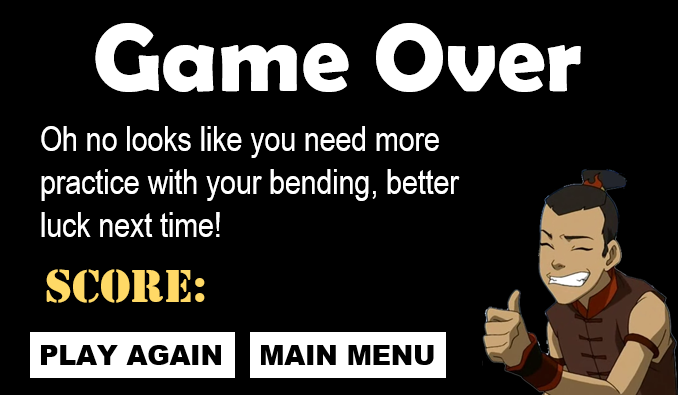 Game Over
Oh no looks like you need more
practice with your bending, better
luck next time!
SCORE:
PLAY AGAIN
MAIN MENU